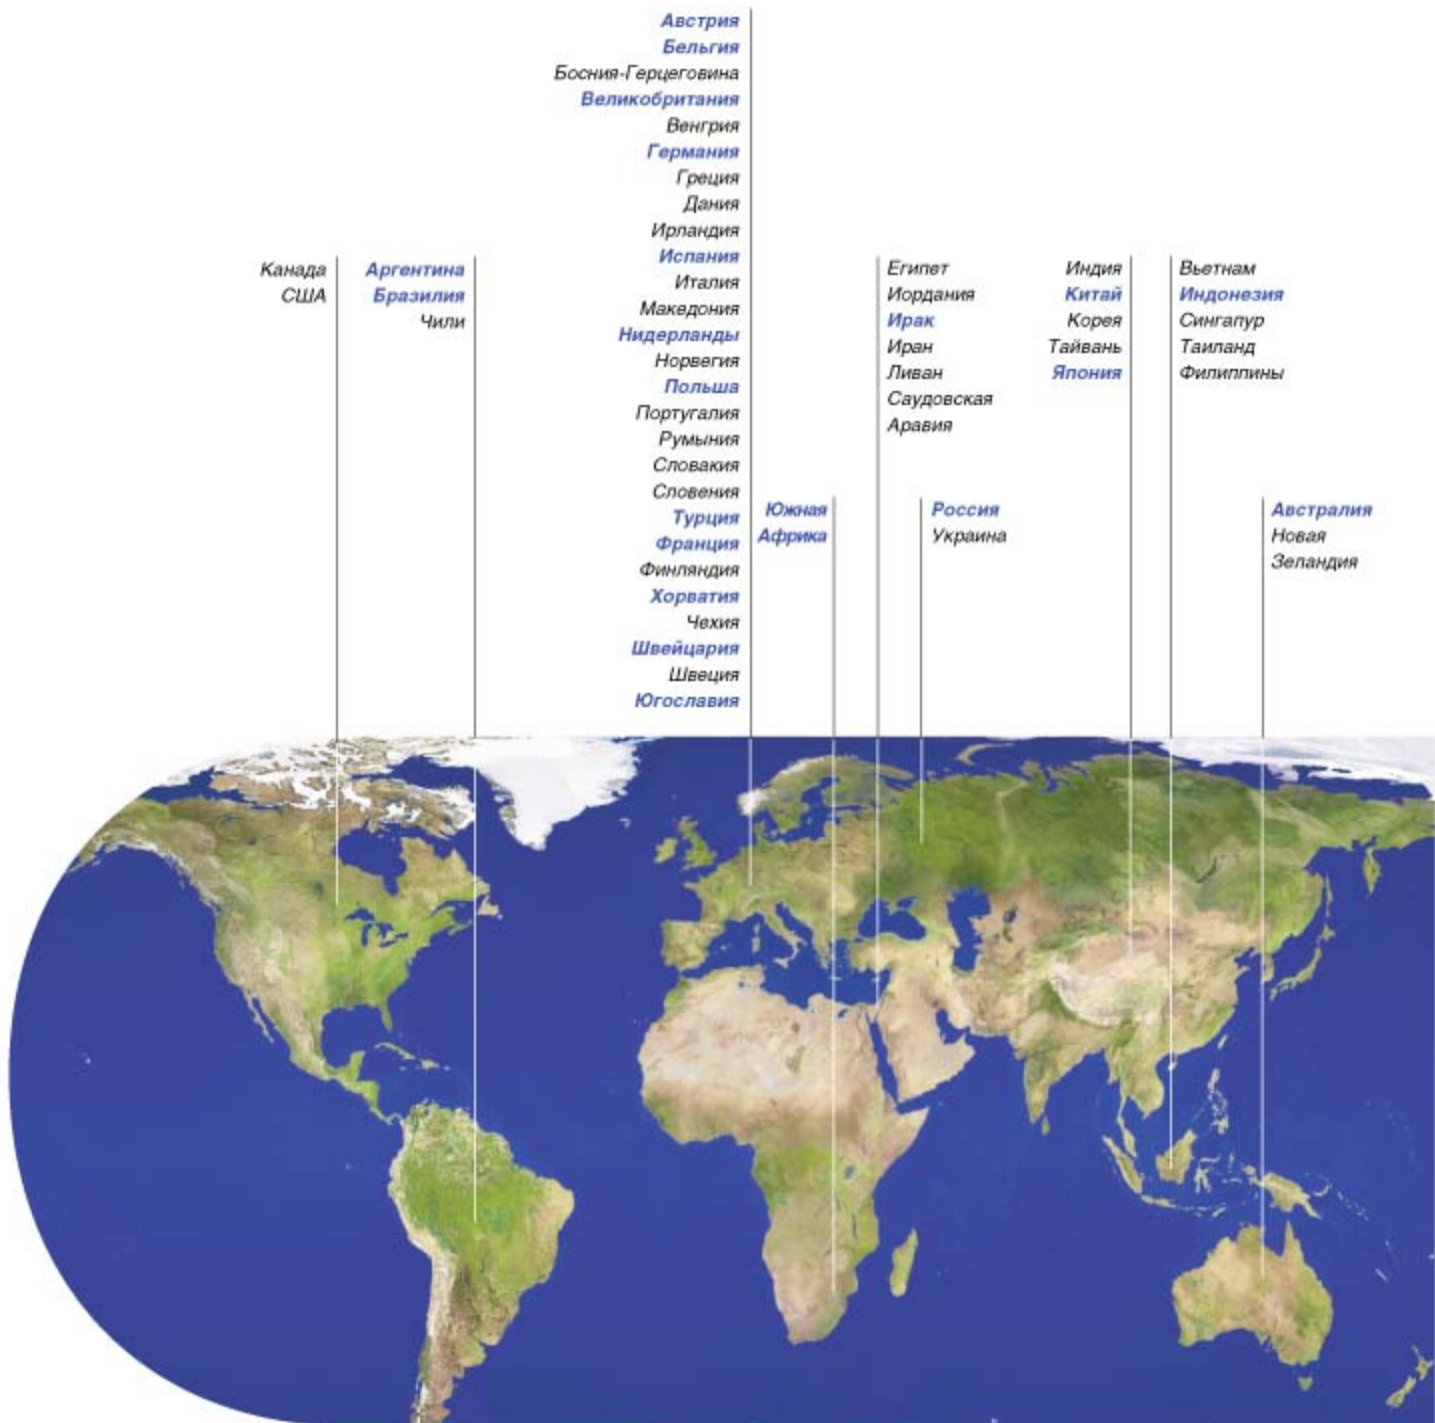 Австрия
Бельгия
Босния-Герцеговина
Великобритания
Венгрия
Германия
Греция
Дания
Ирландия
Испания
Италия
Македония
Нидерланды
Норвегия
Польша
Португалия
Румыния
Словакия
Словения
Турция
Франция
Финляндия
Хорватия
Чехия
Швейцария
Швеция
Югославия
Канада
США
Аргентина
Бразилия
Чили
Южная
Африка
Египет
Иордания
Ирак
Иран
Ливан
Саудовская
Аравия
Россия
Украина
Индия
Китай
Корея
Тайвань
Япония
Вьетнам
Индонезия
Сингапур
Таиланд
Филиппины
Австралия
Новая
Зеландия